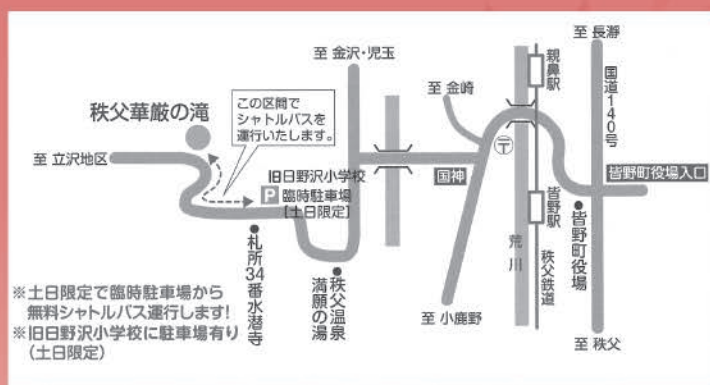 至 長瀞
至 金沢・児玉
親鼻駅
国道140号
至 金崎
この区間で
シャトルバスを
運行いたします。
秩父華厳の滝
〒
至 立沢地区
旧日野沢小学校
P 臨時駐車場
[土日限定]
国神
皆野町役場入口
皆野駅
皆野町役場
荒川
秩父鉄道
札所34番水潜寺
秩父温泉
満願の湯
至 小鹿野
至 秩父
※土日限定で臨時駐車場から
無料シャトルバス運行します!
※旧日野沢小学校に駐車場有り
(土日限定)